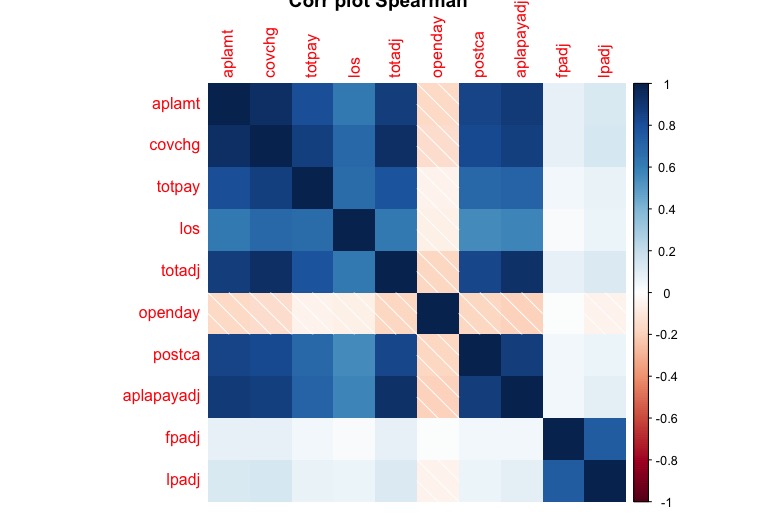 Corr plot Spearman
aplamt
covchg
totpay
los
totadj
openday
postca
aplapayadj
fpadj
lpadj
aplamt
covchg
totpay
los
totadj
openday
postca
aplapayadj
fpadj
lpadj
1
0.8
0.6
0.4
0.2
0
-0.2
-0.4
-0.6
-0.8
-1